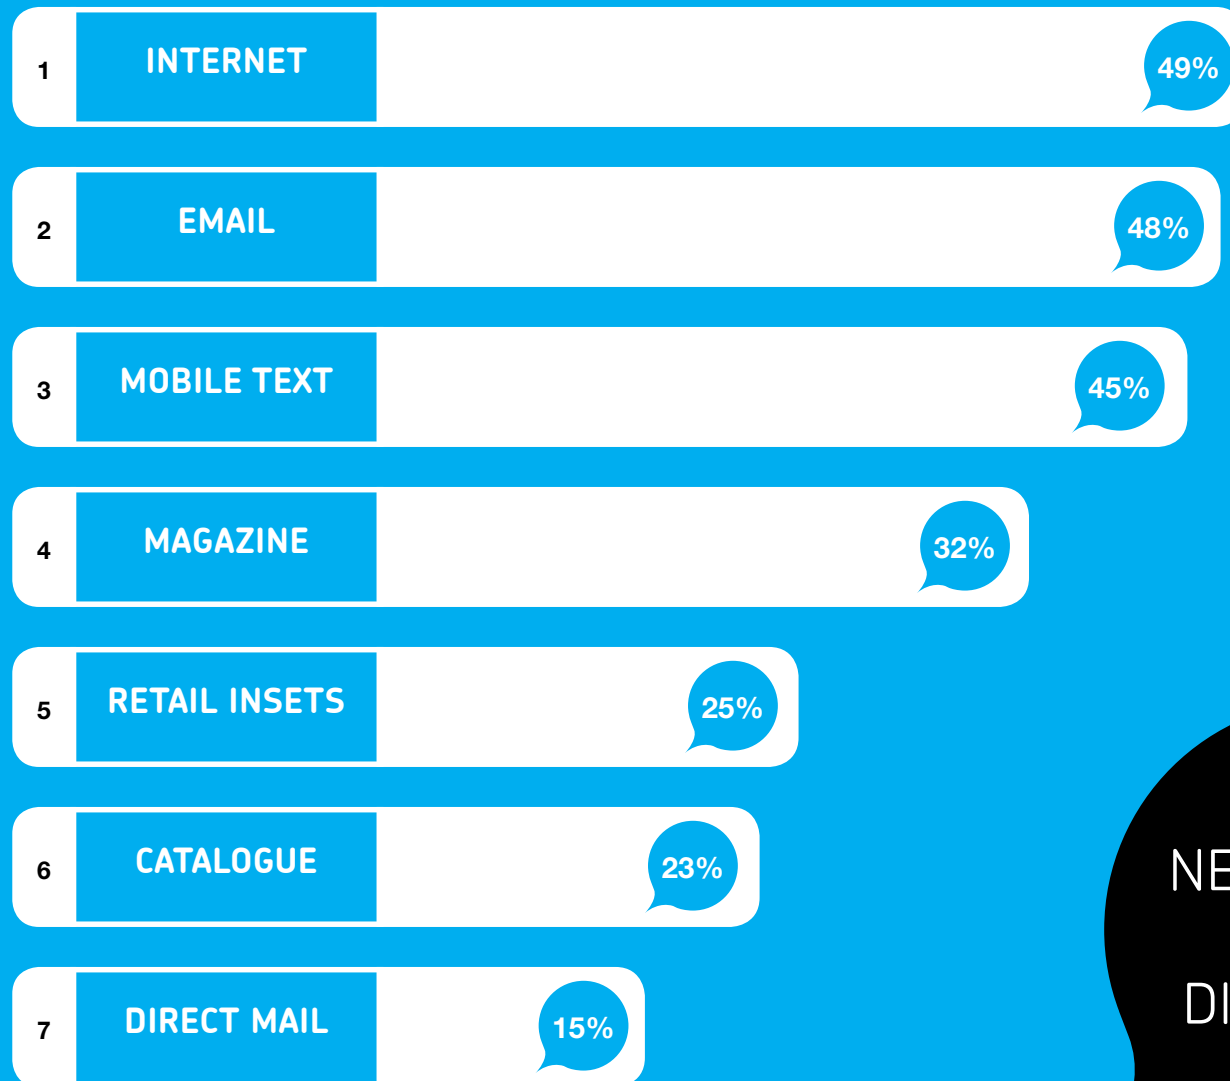 1 INTERNET 49%
2 EMAIL 48%
3 MOBILE TEXT 45%
4 MAGAZINE 32%
5 RETAIL INSETS 25%
6 CATALOGUE 23%
7 DIRECT MAIL 15%